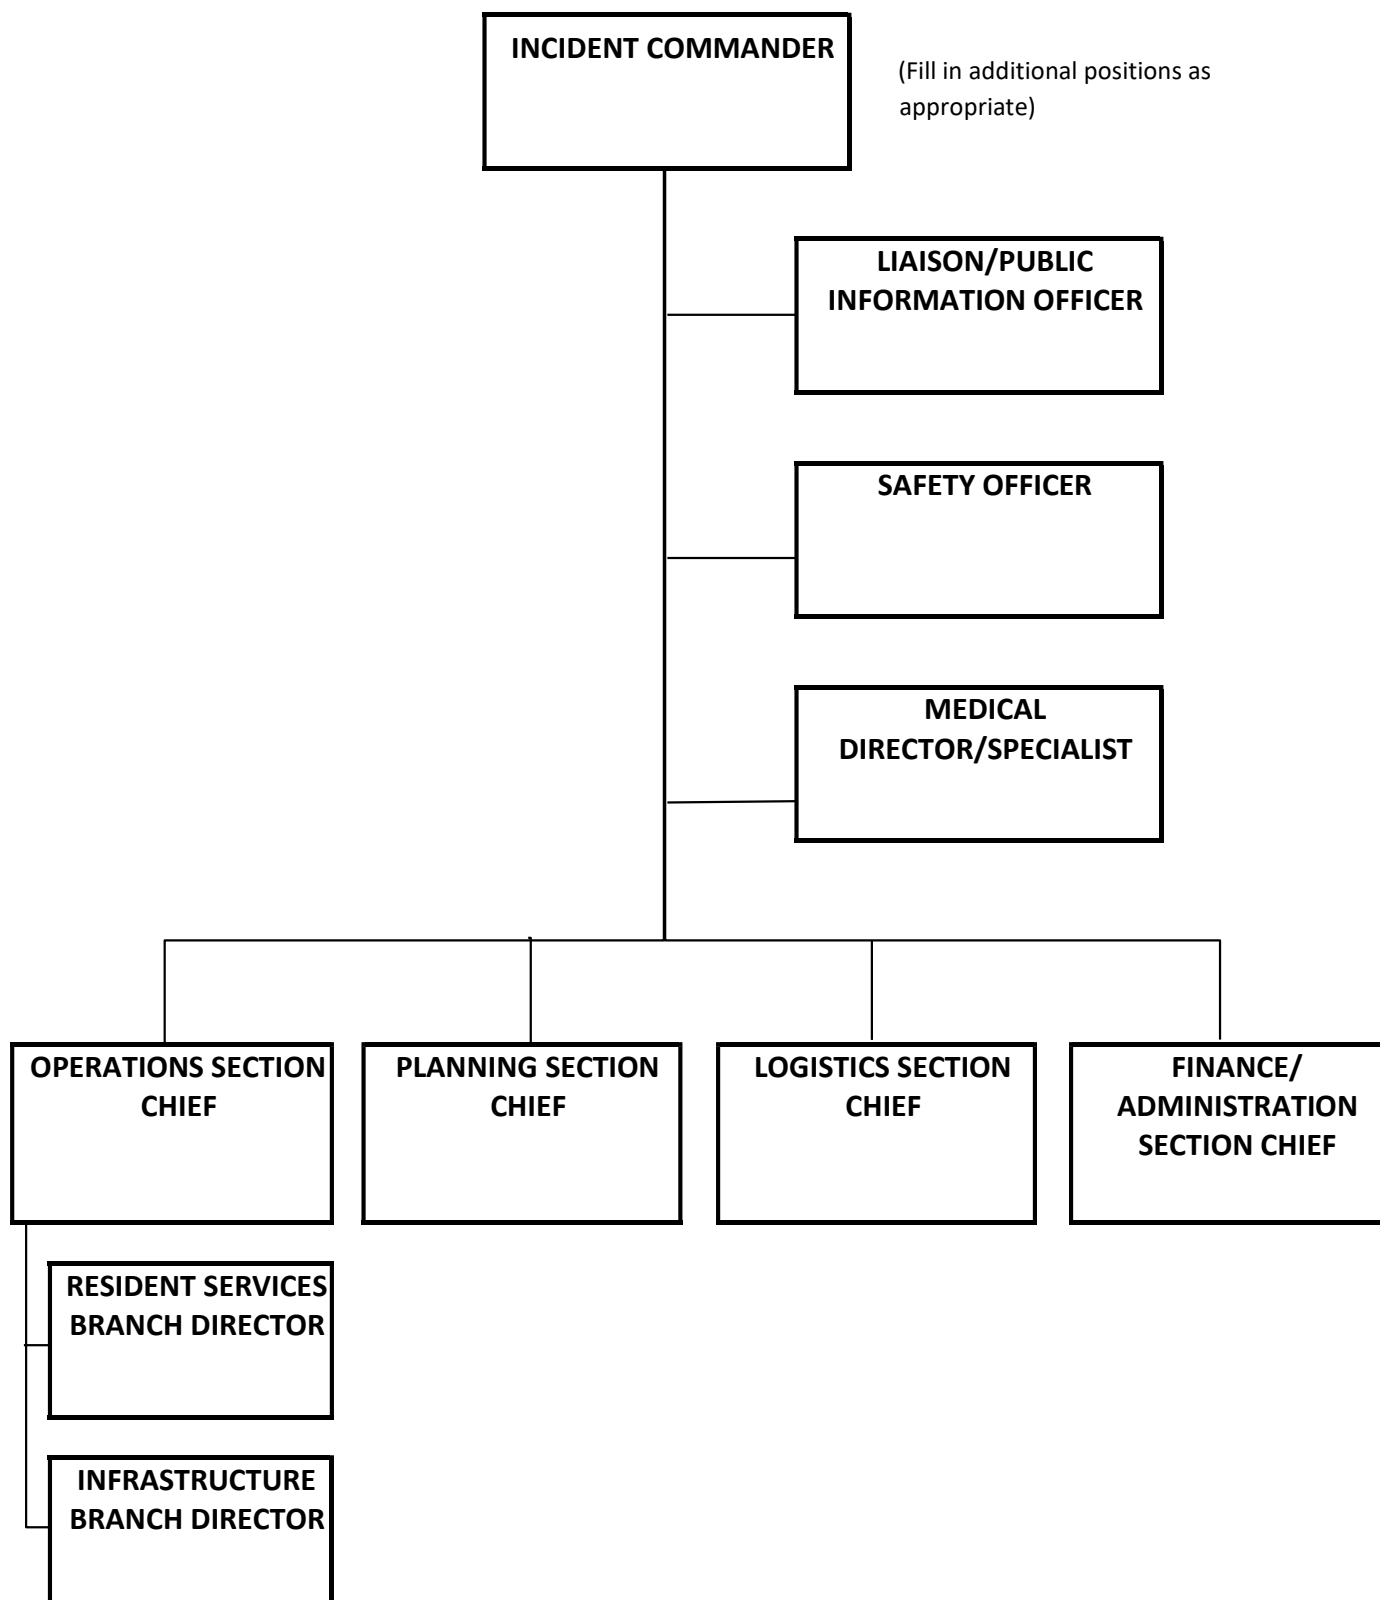 INCIDENT COMMANDER
(Fill in additional positions as
appropriate)
LIAISON/PUBLIC
INFORMATION OFFICER
SAFETY OFFICER
MEDICAL
DIRECTOR/SPECIALIST
OPERATIONS SECTION
CHIEF
PLANNING SECTION
CHIEF
LOGISTICS SECTION
CHIEF
FINANCE/
ADMINISTRATION
SECTION CHIEF
RESIDENT SERVICES
BRANCH DIRECTOR
INFRASTRUCTURE
BRANCH DIRECTOR